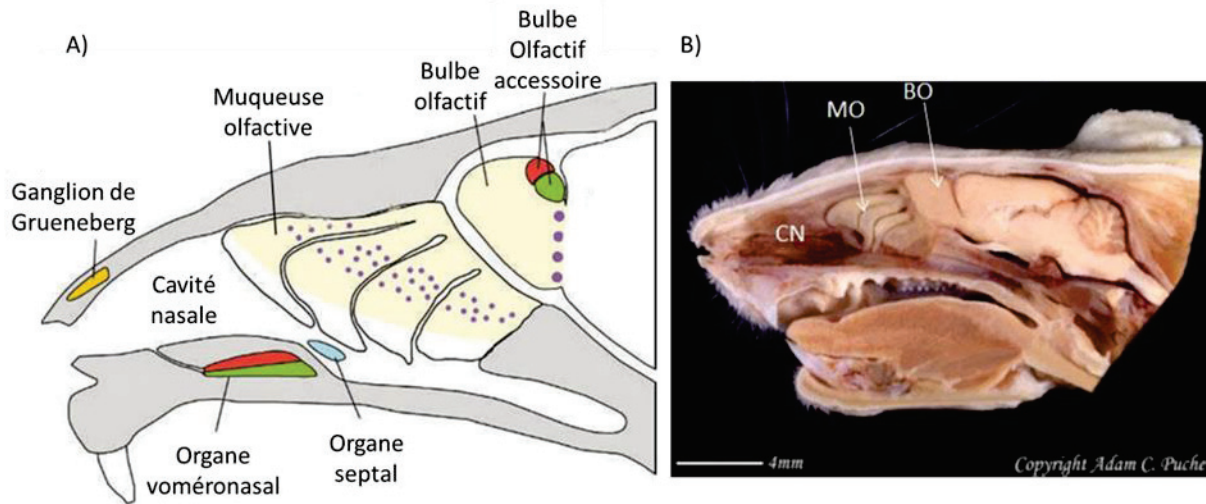 A)
Bulbe
Olfactif
accessoire
Bulbe
olfactif
Muqueuse
olfactive
Ganglion de
Grueneberg
Cavité
nasale
Organe
voméronasal
Organe
septal
B)
MO
BO
CN
4mm
Copyright Adam C. Puche